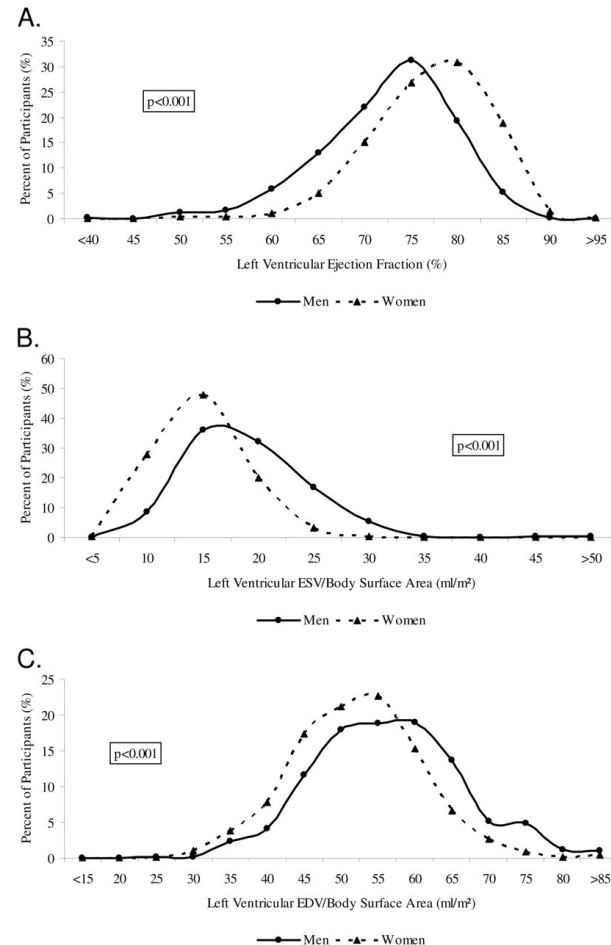 A.
35
30
25
20
15
10
5
0
Percent of Participants (%)
p<0.001
<40 45 50 55 60 65 70 75 80 85 90 >95
Left Ventricular Ejection Fraction (%)
Men Women
B.
60
50
40
30
20
10
0
Percent of Participants (%)
p<0.001
<5 10 15 20 25 30 35 40 45 >50
Left Ventricular ESV/Body Surface Area (ml/m²)
Men Women
C.
25
20
15
10
5
0
Percent of Participants (%)
p<0.001
<15 20 25 30 35 40 45 50 55 60 65 70 75 80 >85
Left Ventricular EDV/Body Surface Area (ml/m²)
Men Women